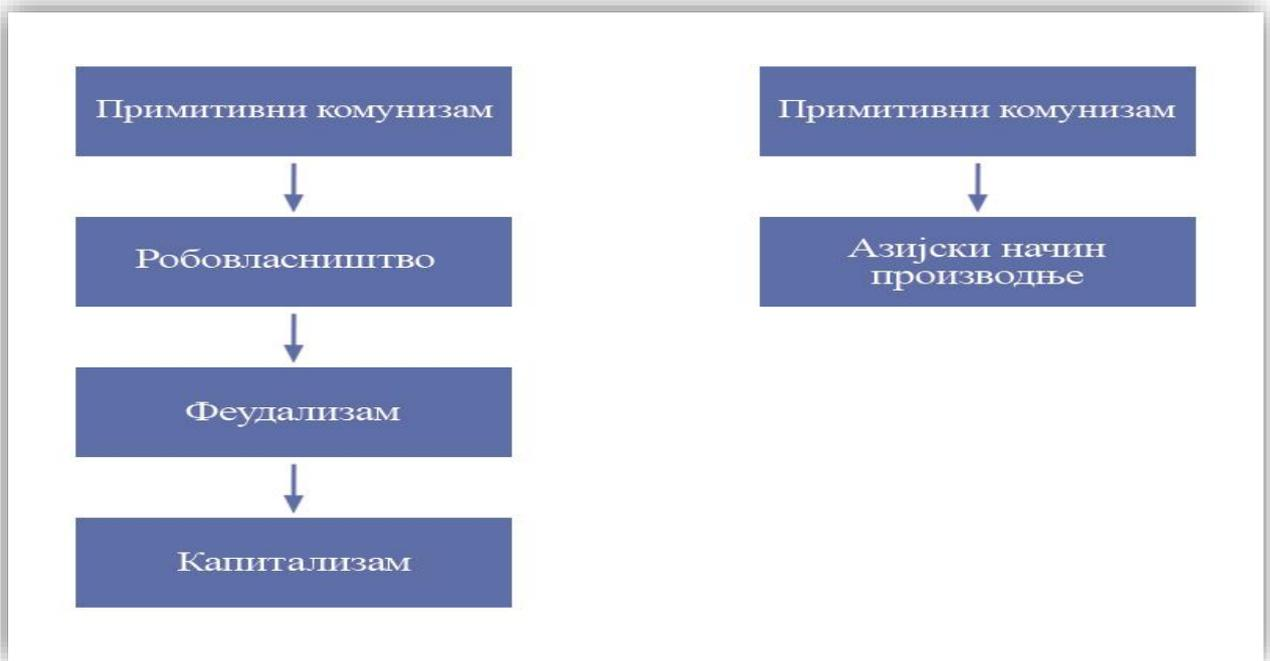 Примитивни комунизам
Робовласништво
Феудализам
Капитализам
Примитивни комунизам
Азијски начин
производње